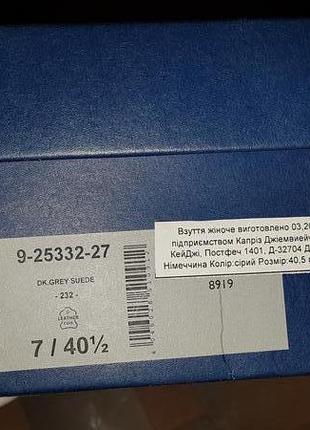 9-25332-27
DK.GREY SUEDE
- 232 -
LEATHER
7 / 40½
Взуття жіноче виготовлено 03,20
підприємством Капріз Джіемвіейч
КейДжі, Постфеч 1401, Д-32704 Д
Німеччина Колір:сірий Розмір:40,5
8919